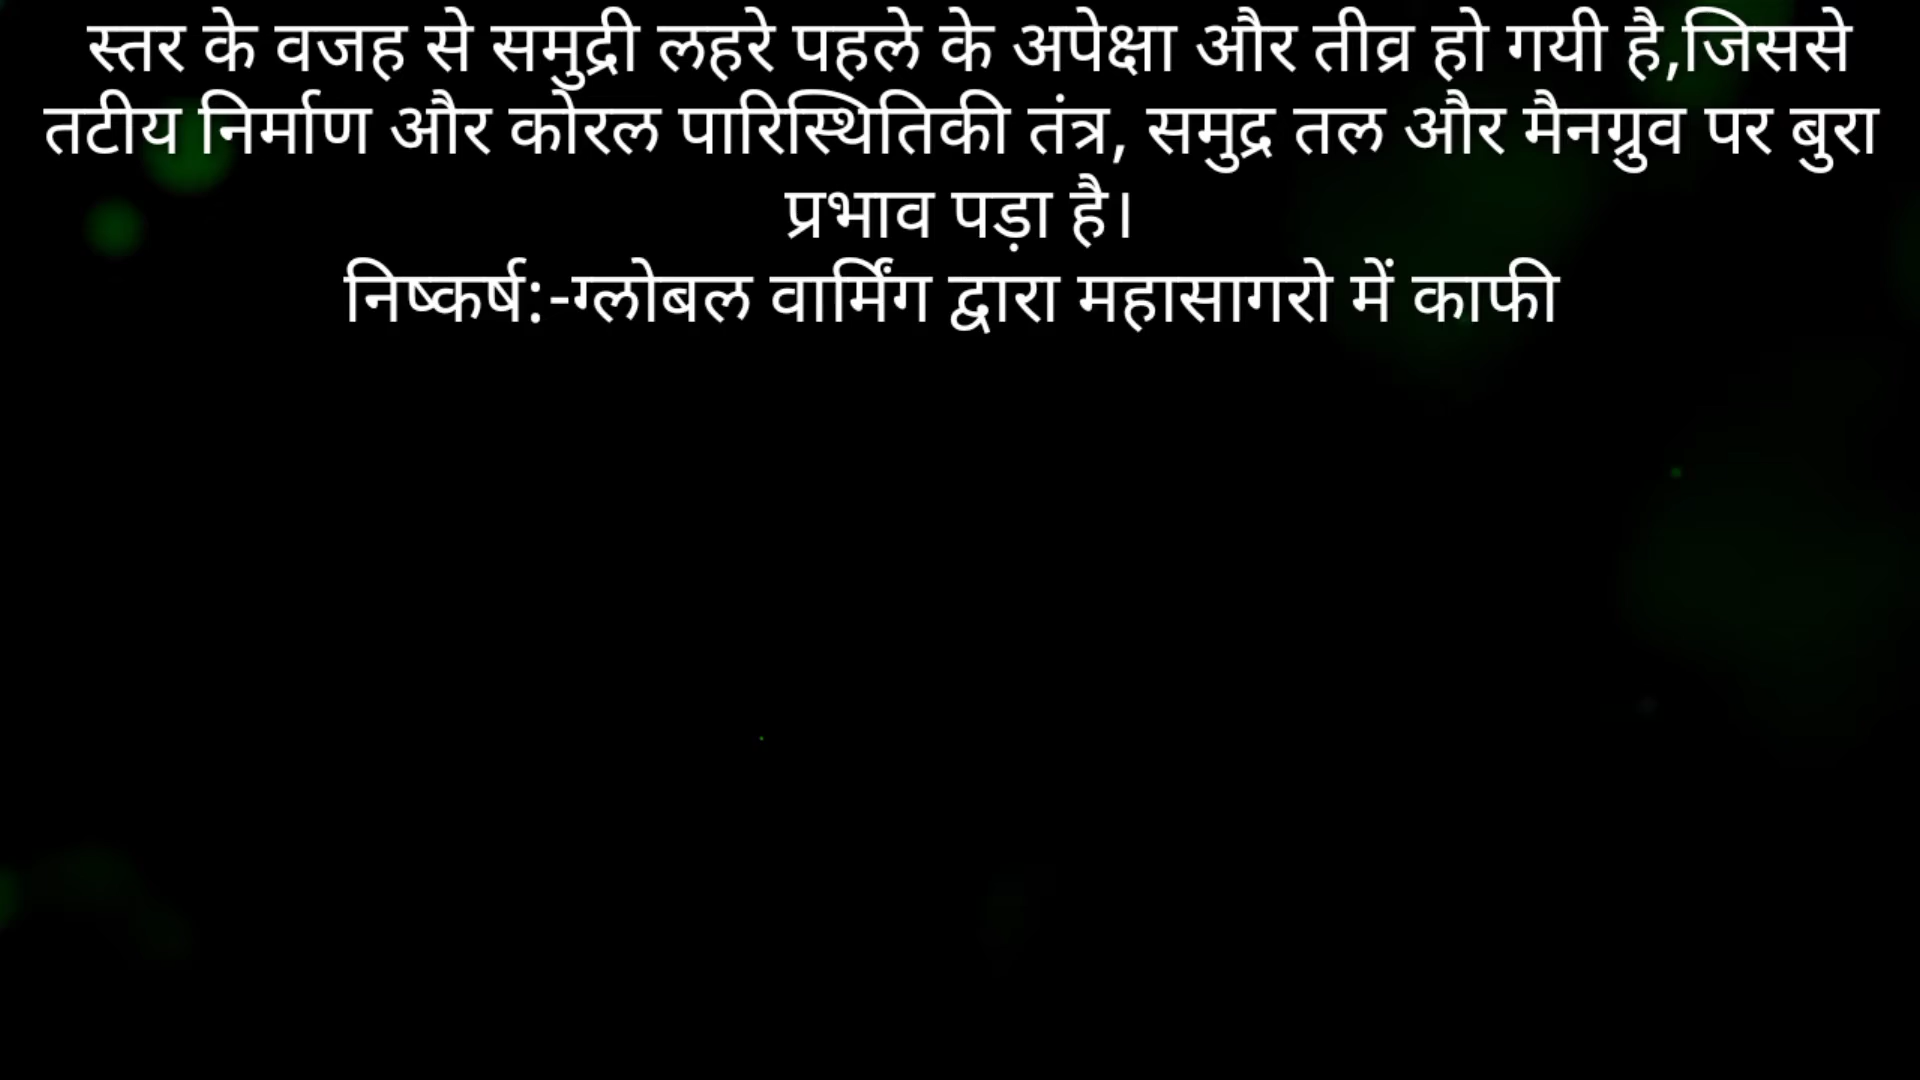 स्तर के वजह से समुद्री लहरे पहले के अपेक्षा और तीव्र हो गयी है,जिससे
तटीय निर्माण और कोरल पारिस्थितिकी तंत्र, समुद्र तल और मैनग्रुव पर बुरा
प्रभाव पड़ा है।
निष्कर्ष:-ग्लोबल वार्मिंग द्वारा महासागरो में काफी